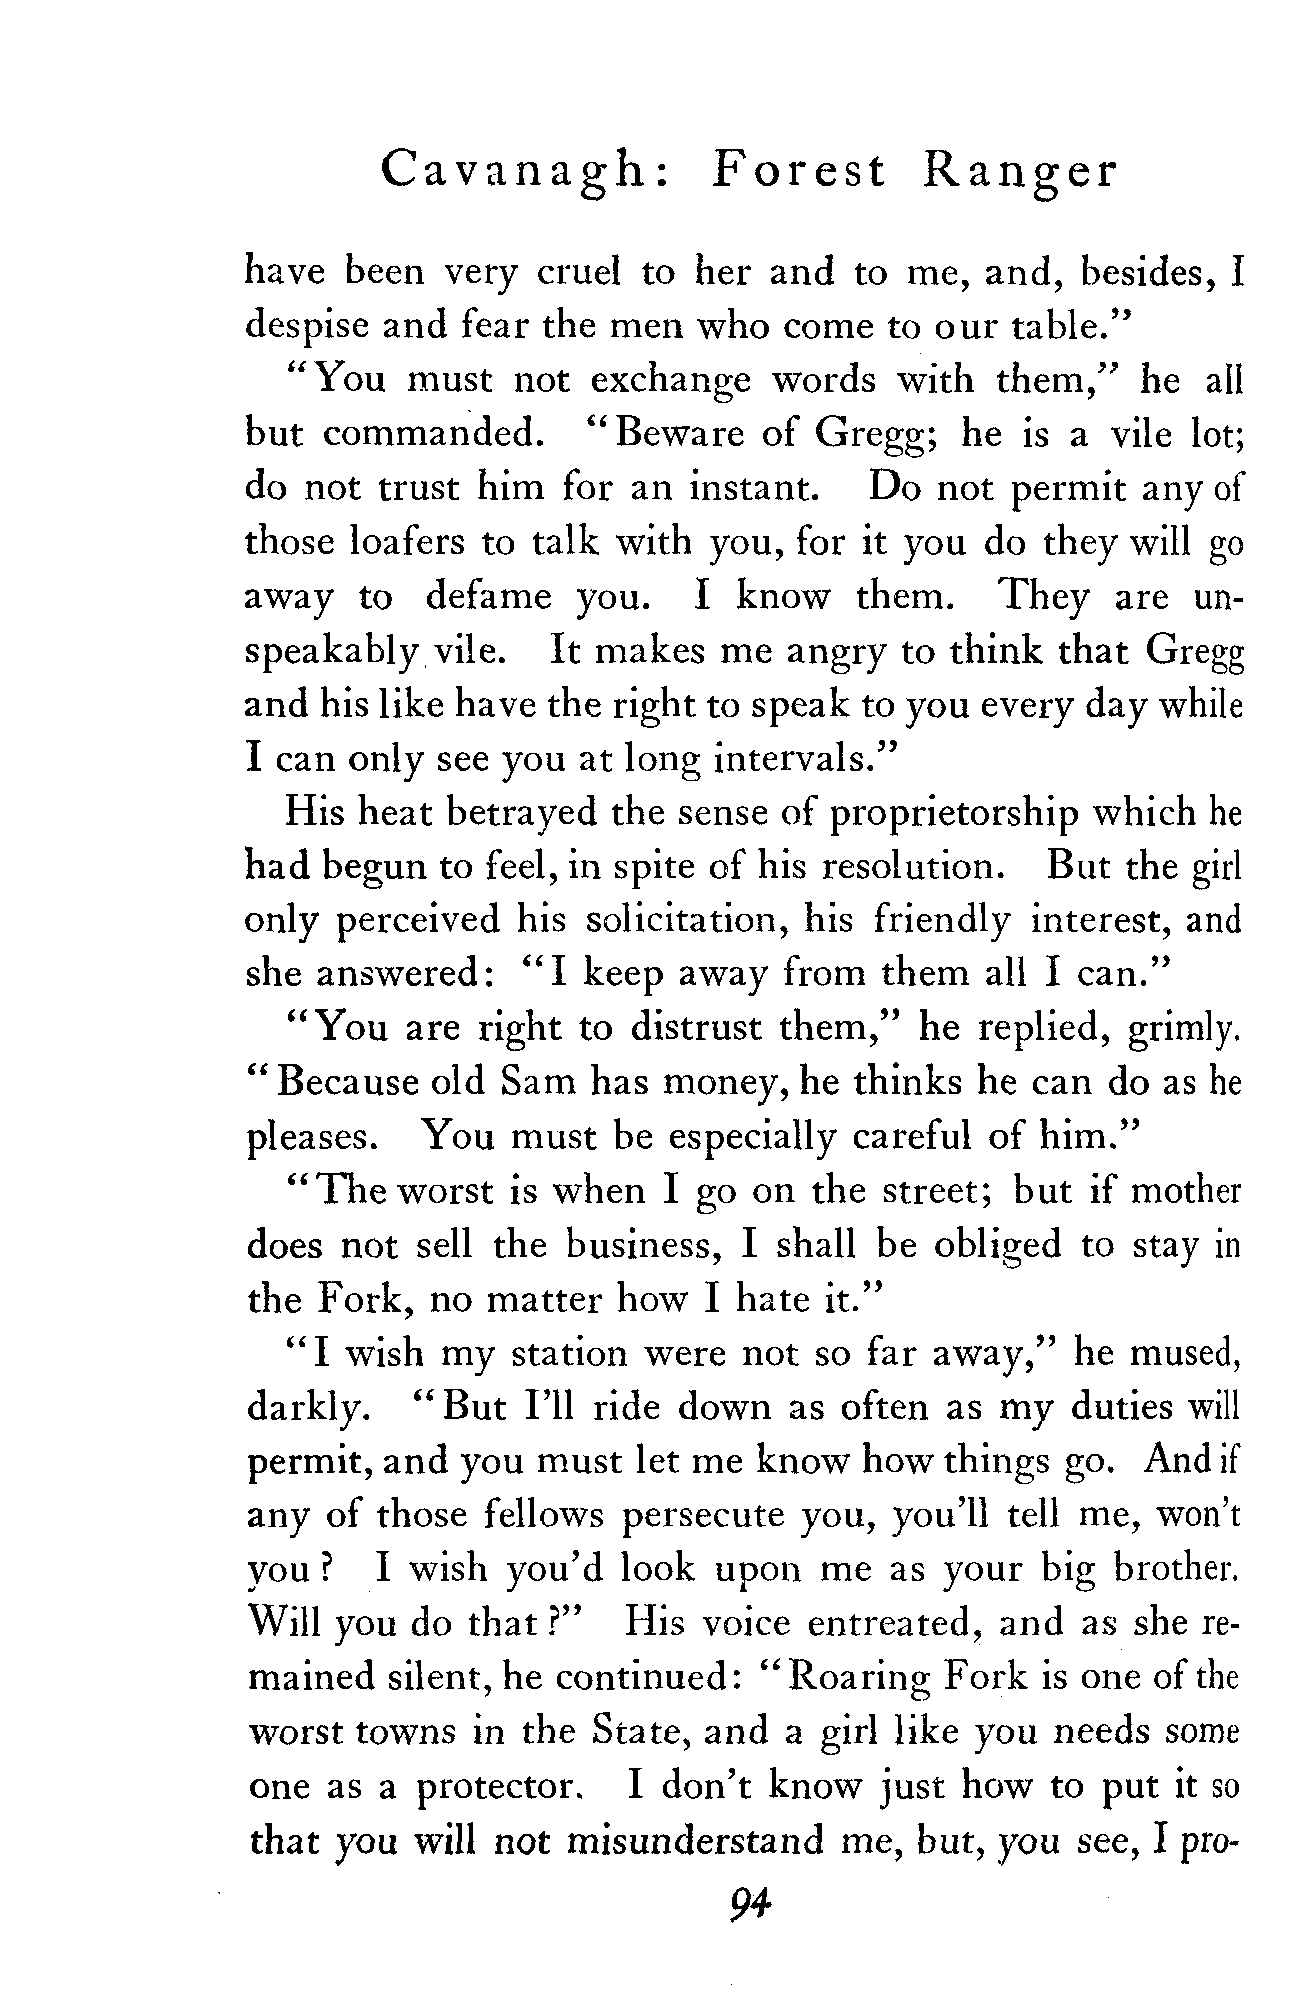 Cavanagh: Forest Ranger
have been very cruel to her and to me, and, besides, I
despise and fear the men who come to our table."
"You must not exchange words with them," he all
but commanded. "Beware of Gregg; he is a vile lot;
do not trust him for an instant. Do not permit any of
those loafers to talk with you, for it you do they will go
away to defame you. I know them. They are un-
speakably vile. It makes me angry to think that Gregg
and his like have the right to speak to you every day while
I can only see you at long intervals."
His heat betrayed the sense of proprietorship which he
had begun to feel, in spite of his resolution. But the girl
only perceived his solicitation, his friendly interest, and
she answered: "I keep away from them all I can."
"You are right to distrust them," he replied, grimly.
"Because old Sam has money, he thinks he can do as he
pleases. You must be especially careful of him."
"The worst is when I go on the street; but if mother
does not sell the business, I shall be obliged to stay in
the Fork, no matter how I hate it."
"I wish my station were not so far away," he mused,
darkly. "But I'll ride down as often as my duties will
permit, and you must let me know how things go. And if
any of those fellows persecute you, you'll tell me, won't
you? I wish you'd look upon me as your big brother.
Will you do that?" His voice entreated, and as she re-
mained silent, he continued: "Roaring Fork is one of the
worst towns in the State, and a girl like you needs some
one as a protector. I don't know just how to put it so
that you will not misunderstand me, but, you see, I pro-
94